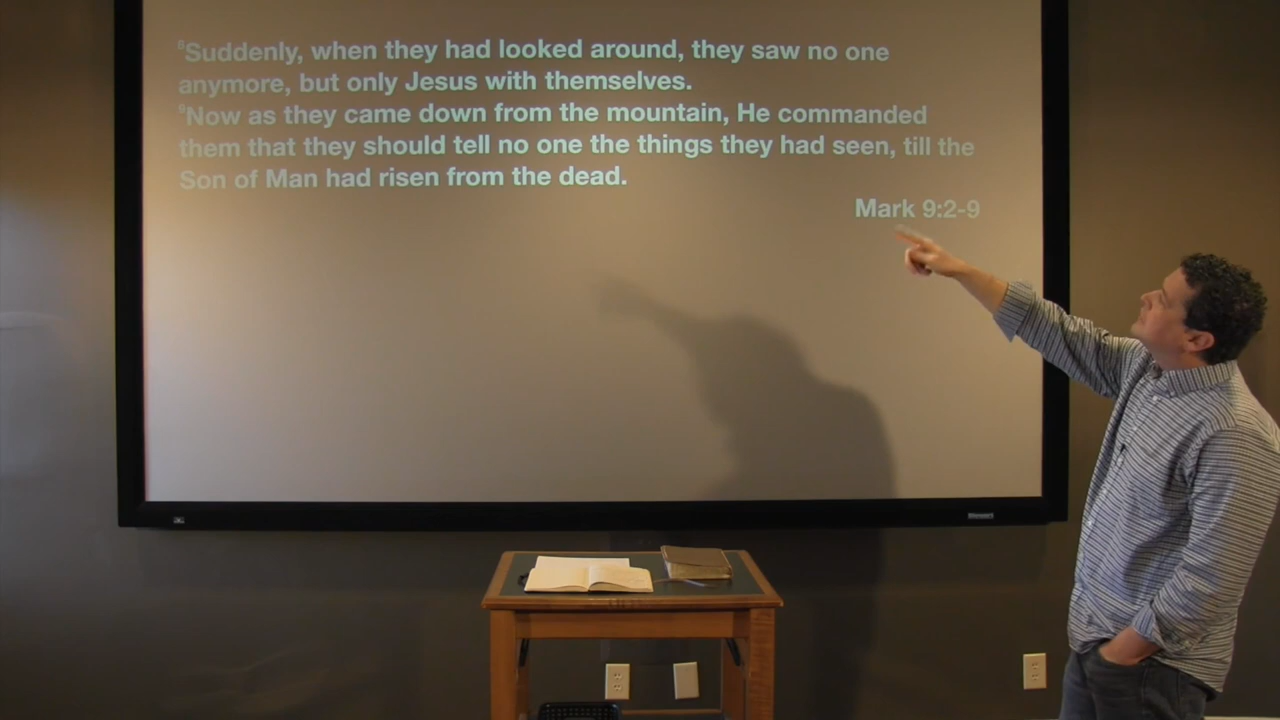 8Suddenly, when they had looked around, they saw no one
anymore, but only Jesus with themselves.
9Now as they came down from the mountain, He commanded
them that they should tell no one the things they had seen, till the
Son of Man had risen from the dead.
Mark 9:2-9
Stewart